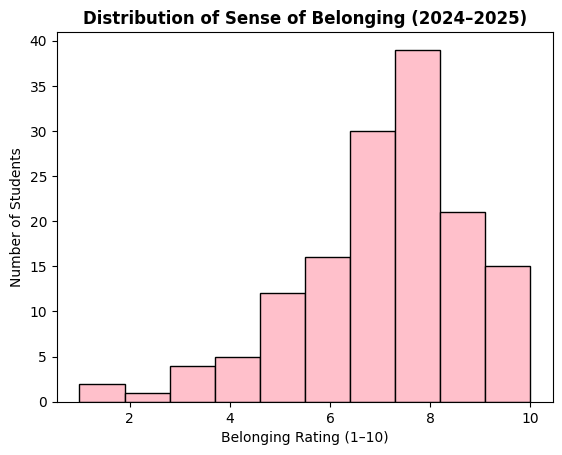 Distribution of Sense of Belonging (2024–2025)
40
35
30
25
20
15
10
5
0
Number of Students
2 4 6 8 10
Belonging Rating (1–10)